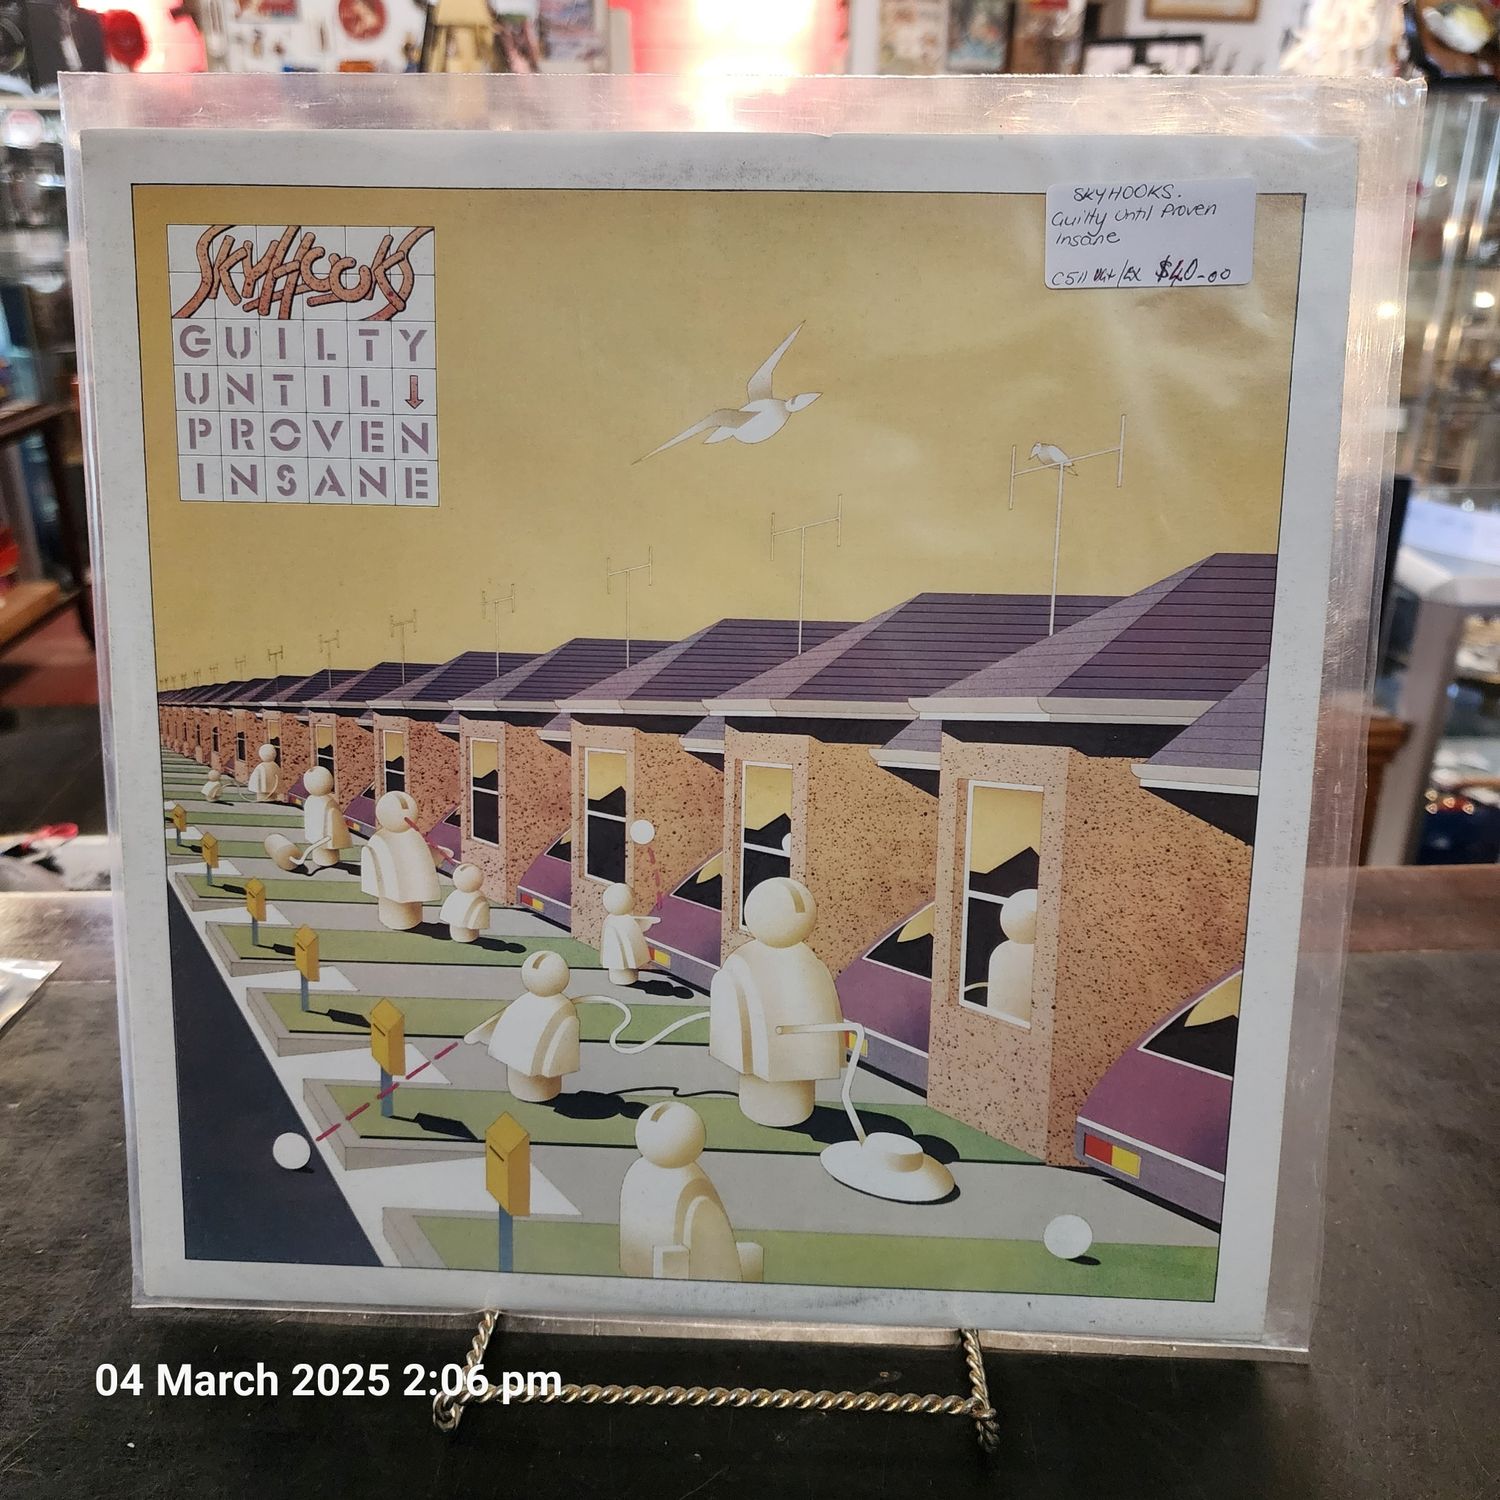 SKYHOOKS
GUILTY
UNTIL
PROVEN
INSANE
SKYHOOKS.
Guilty Until Proven
Insane
C511 VG+/EX $40-00
04 March 2025 2:06 pm